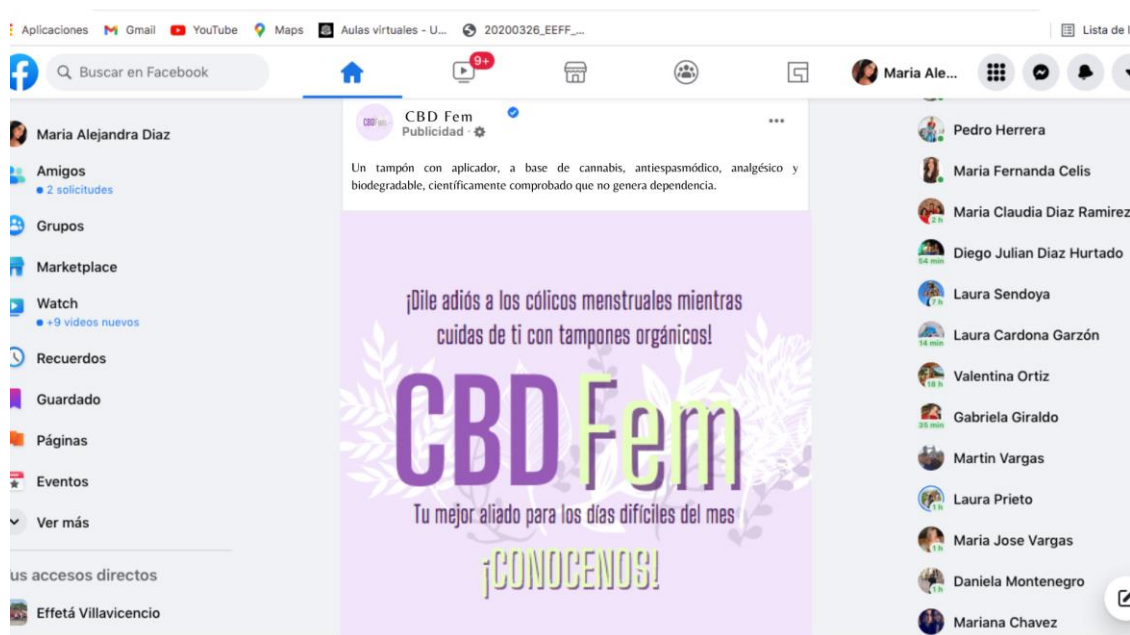 Aplicaciones Gmail YouTube Maps Aulas virtuales - U... 20200326_EEFF_... Lista de l
Buscar en Facebook 9+ Maria Ale...
Maria Alejandra Diaz
Amigos
2 solicitudes
Grupos
Marketplace
Watch
+9 videos nuevos
Recuerdos
Guardado
Páginas
Eventos
Ver más
us accesos directos
Effetá Villavicencio
CBD Fem
Publicidad ·
Un tampón con aplicador, a base de cannabis, antiespasmódico, analgésico y
biodegradable, científicamente comprobado que no genera dependencia.
¡Dile adiós a los cólicos menstruales mientras
cuidas de ti con tampones orgánicos!
CBD Fem
Tu mejor aliado para los días difíciles del mes
¡CONOCENOS!
Pedro Herrera
Maria Fernanda Celis
Maria Claudia Diaz Ramirez
2 h
Diego Julian Diaz Hurtado
54 min
Laura Sendoya
7 h
Laura Cardona Garzón
14 min
Valentina Ortiz
18 h
Gabriela Giraldo
35 min
Martin Vargas
Laura Prieto
1 h
Maria Jose Vargas
1 h
Daniela Montenegro
1 h
Mariana Chavez